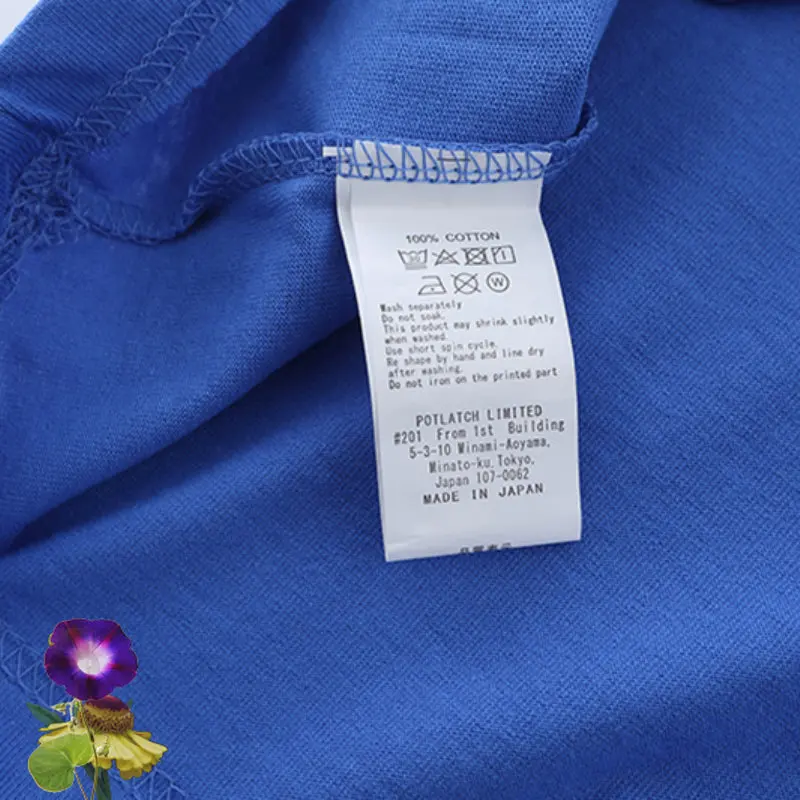 100% COTTON
Wash separately
Do not soak.
This product may shrink slightly
when washed.
Use short spin cycle.
Re shape by hand and line dry
after washing.
Do not iron on the printed part
POTLATCH LIMITED
#201 From 1st Building
5-3-10 Minami-Aoyama,
Minato-ku, Tokyo,
Japan 107-0062
MADE IN JAPAN